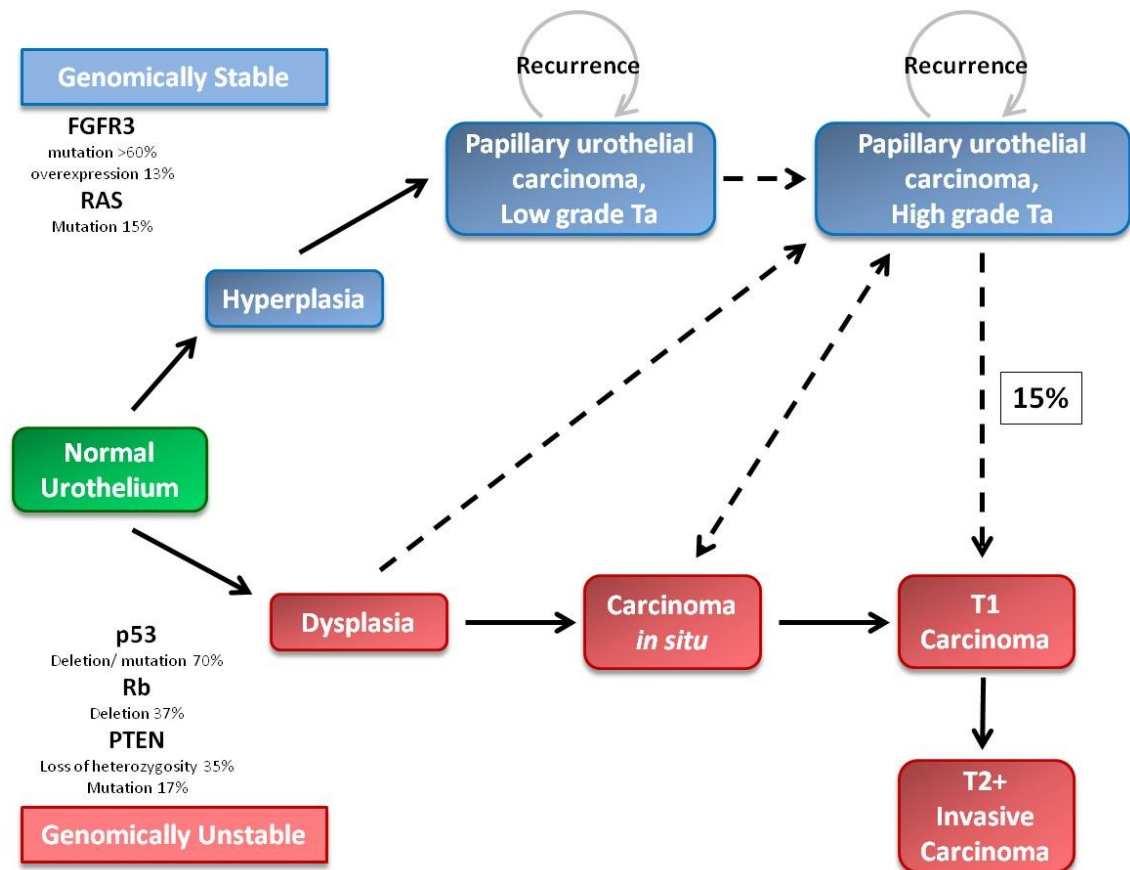 Genomically Stable
FGFR3
mutation >60%
overexpression 13%
RAS
Mutation 15%
Recurrence
Papillary urothelial
carcinoma,
Low grade Ta
Recurrence
Papillary urothelial
carcinoma,
High grade Ta
Hyperplasia
15%
Normal
Urothelium
Dysplasia
Carcinoma
in situ
T1
Carcinoma
p53
Deletion/ mutation 70%
Rb
Deletion 37%
PTEN
Loss of heterozygosity 35%
Mutation 17%
Genomically Unstable
T2+
Invasive
Carcinoma